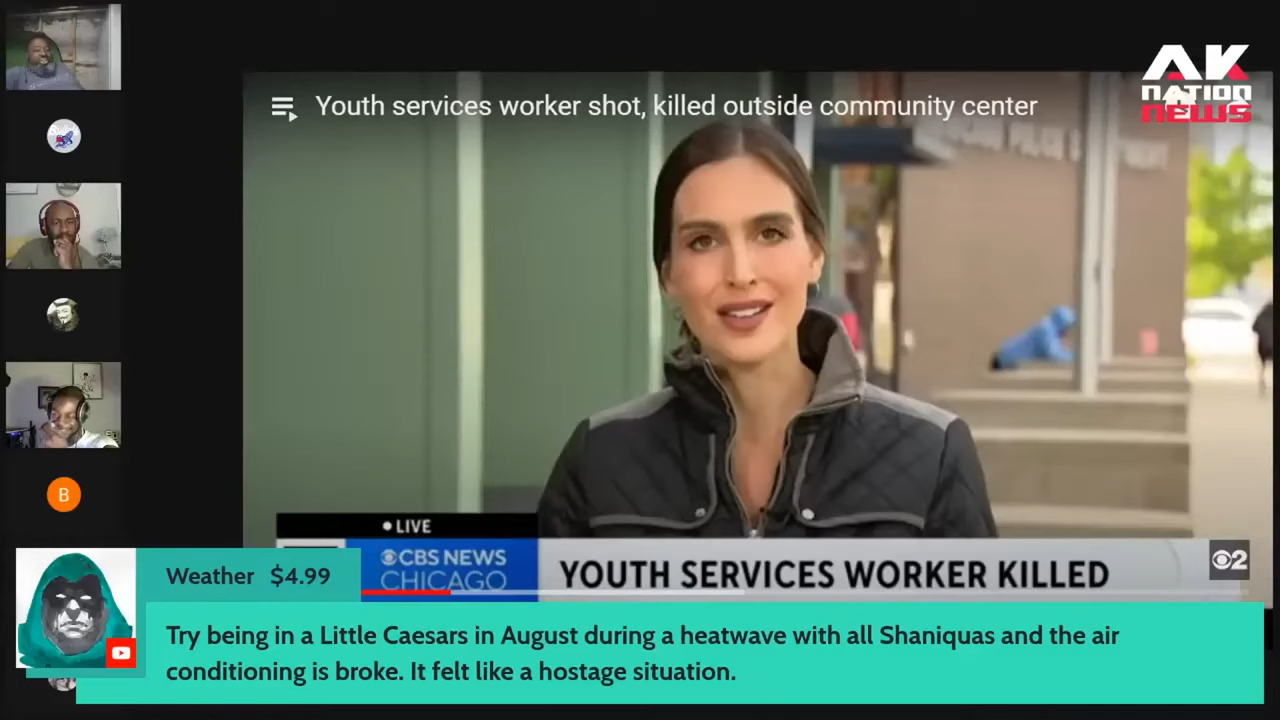 AK
NATION
NEWS
Youth services worker shot, killed outside community center
B
LIVE
CBS NEWS
CHICAGO
YOUTH SERVICES WORKER KILLED
2
Weather $4.99
Try being in a Little Caesars in August during a heatwave with all Shaniquas and the air
conditioning is broke. It felt like a hostage situation.